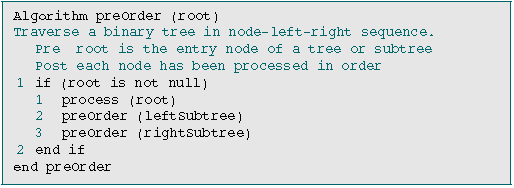 Algorithm preOrder (root)
Traverse a binary tree in node-left-right sequence.
Pre root is the entry node of a tree or subtree
Post each node has been processed in order
1 if (root is not null)
1 process (root)
2 preOrder (leftSubtree)
3 preOrder (rightSubtree)
2 end if
end preOrder